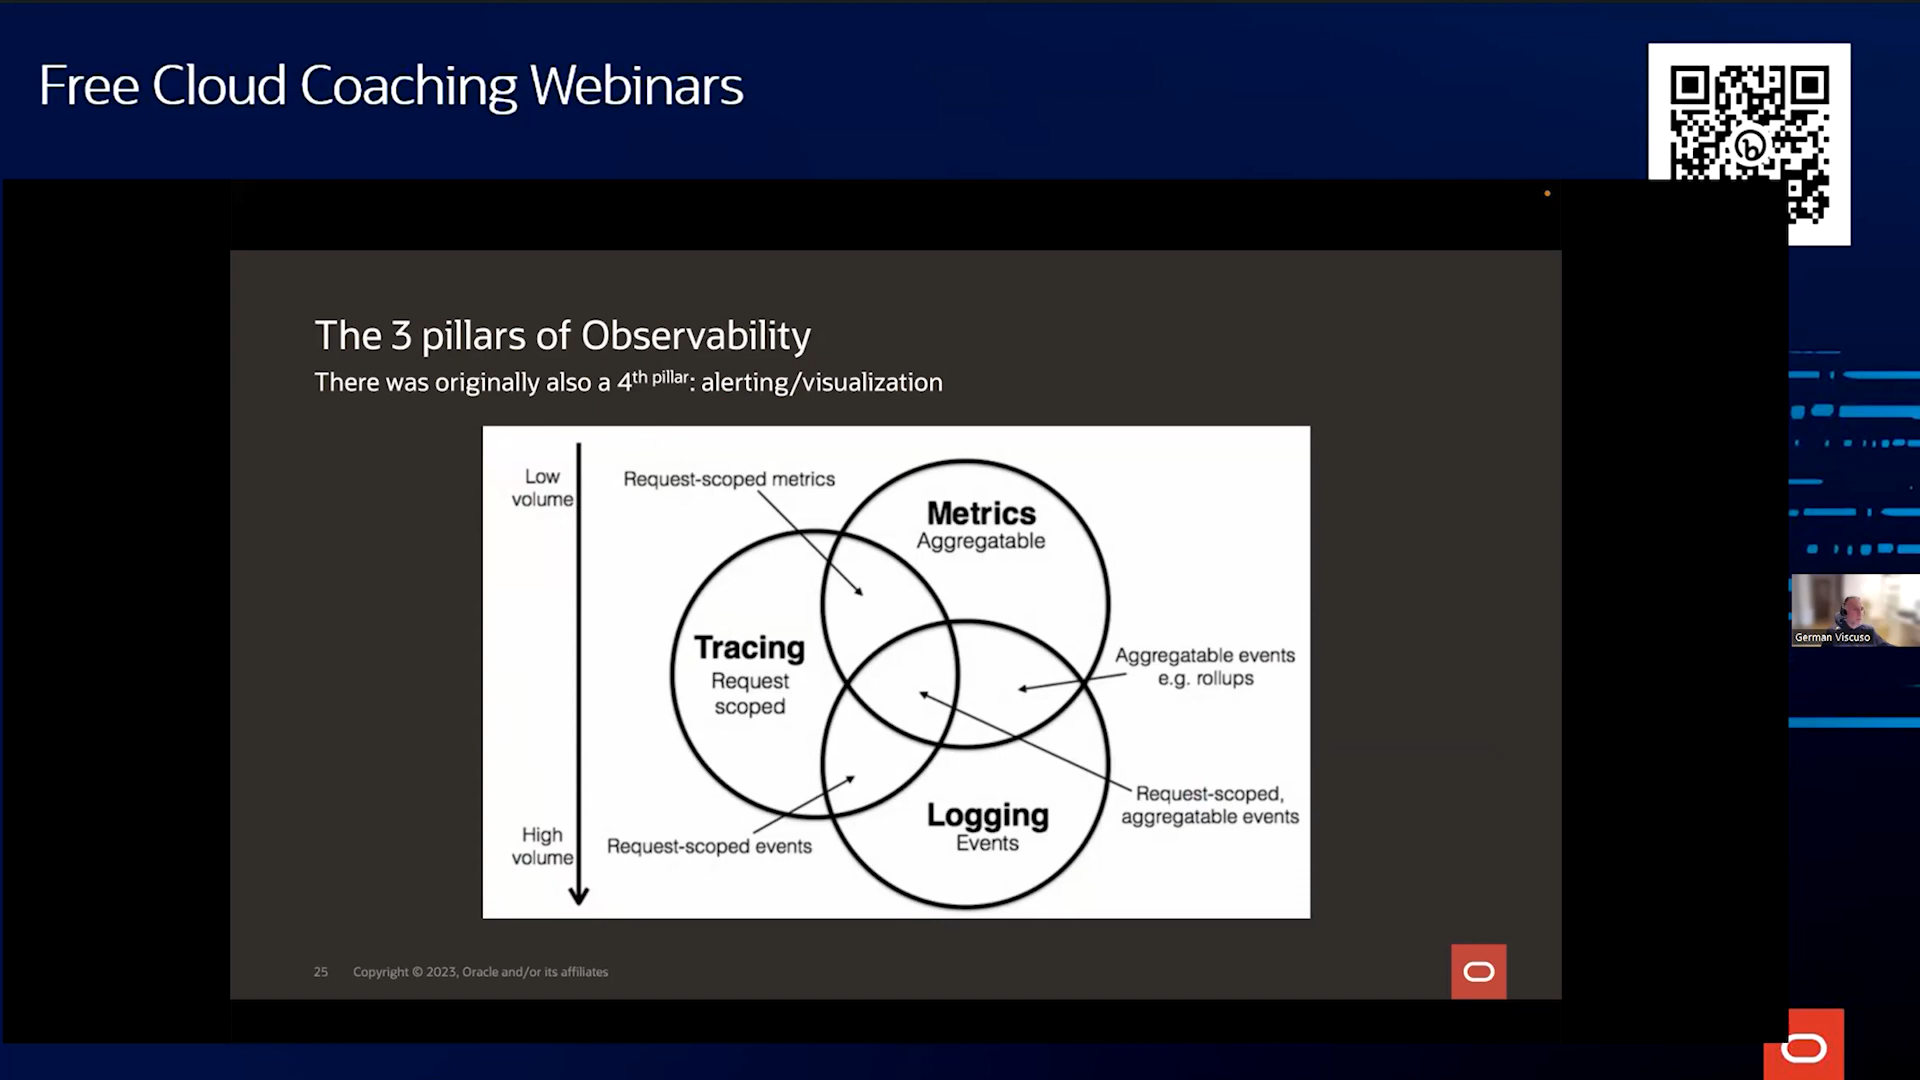 Free Cloud Coaching Webinars
The 3 pillars of Observability
There was originally also a 4th pillar: alerting/visualization
Low
volume
Request-scoped metrics
Metrics
Aggregatable
Tracing
Request
scoped
Aggregatable events
e.g. rollups
German Viscuso
Request-scoped,
aggregatable events
Logging
Events
High
volume
Request-scoped events
25 Copyright © 2023, Oracle and/or its affiliates